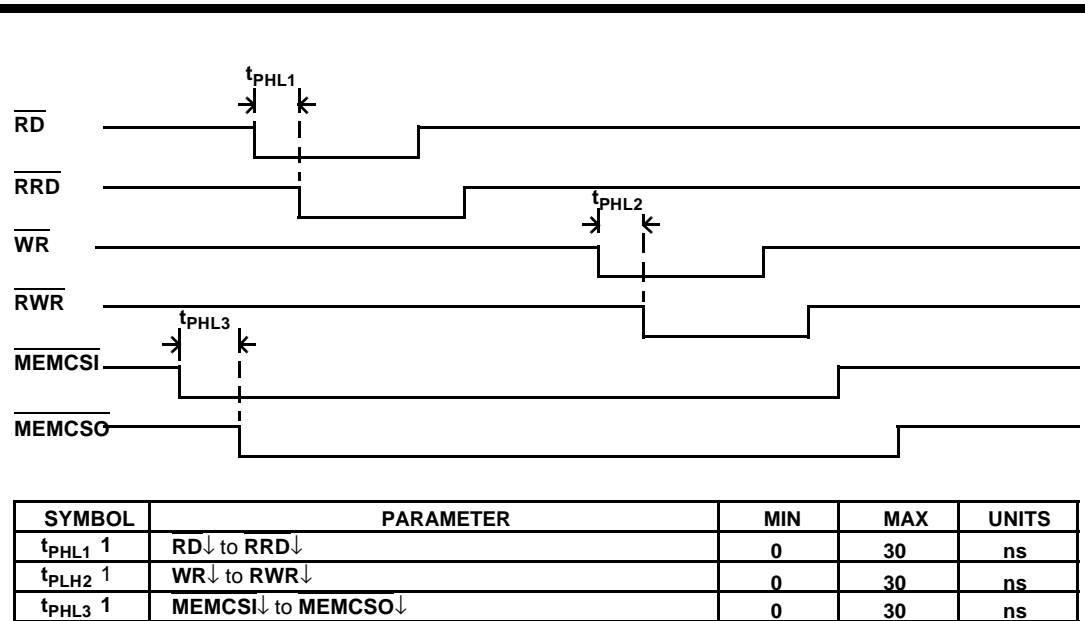 tPHL1
RD
RRD
tPHL2
WR
RWR
tPHL3
MEMCSI
MEMCSO
SYMBOL PARAMETER MIN MAX UNITS
tPHL1 1 RD↓ to RRD↓ 0 30 ns
tPLH2 1 WR↓ to RWR↓ 0 30 ns
tPHL3 1 MEMCSI↓ to MEMCSO↓ 0 30 ns